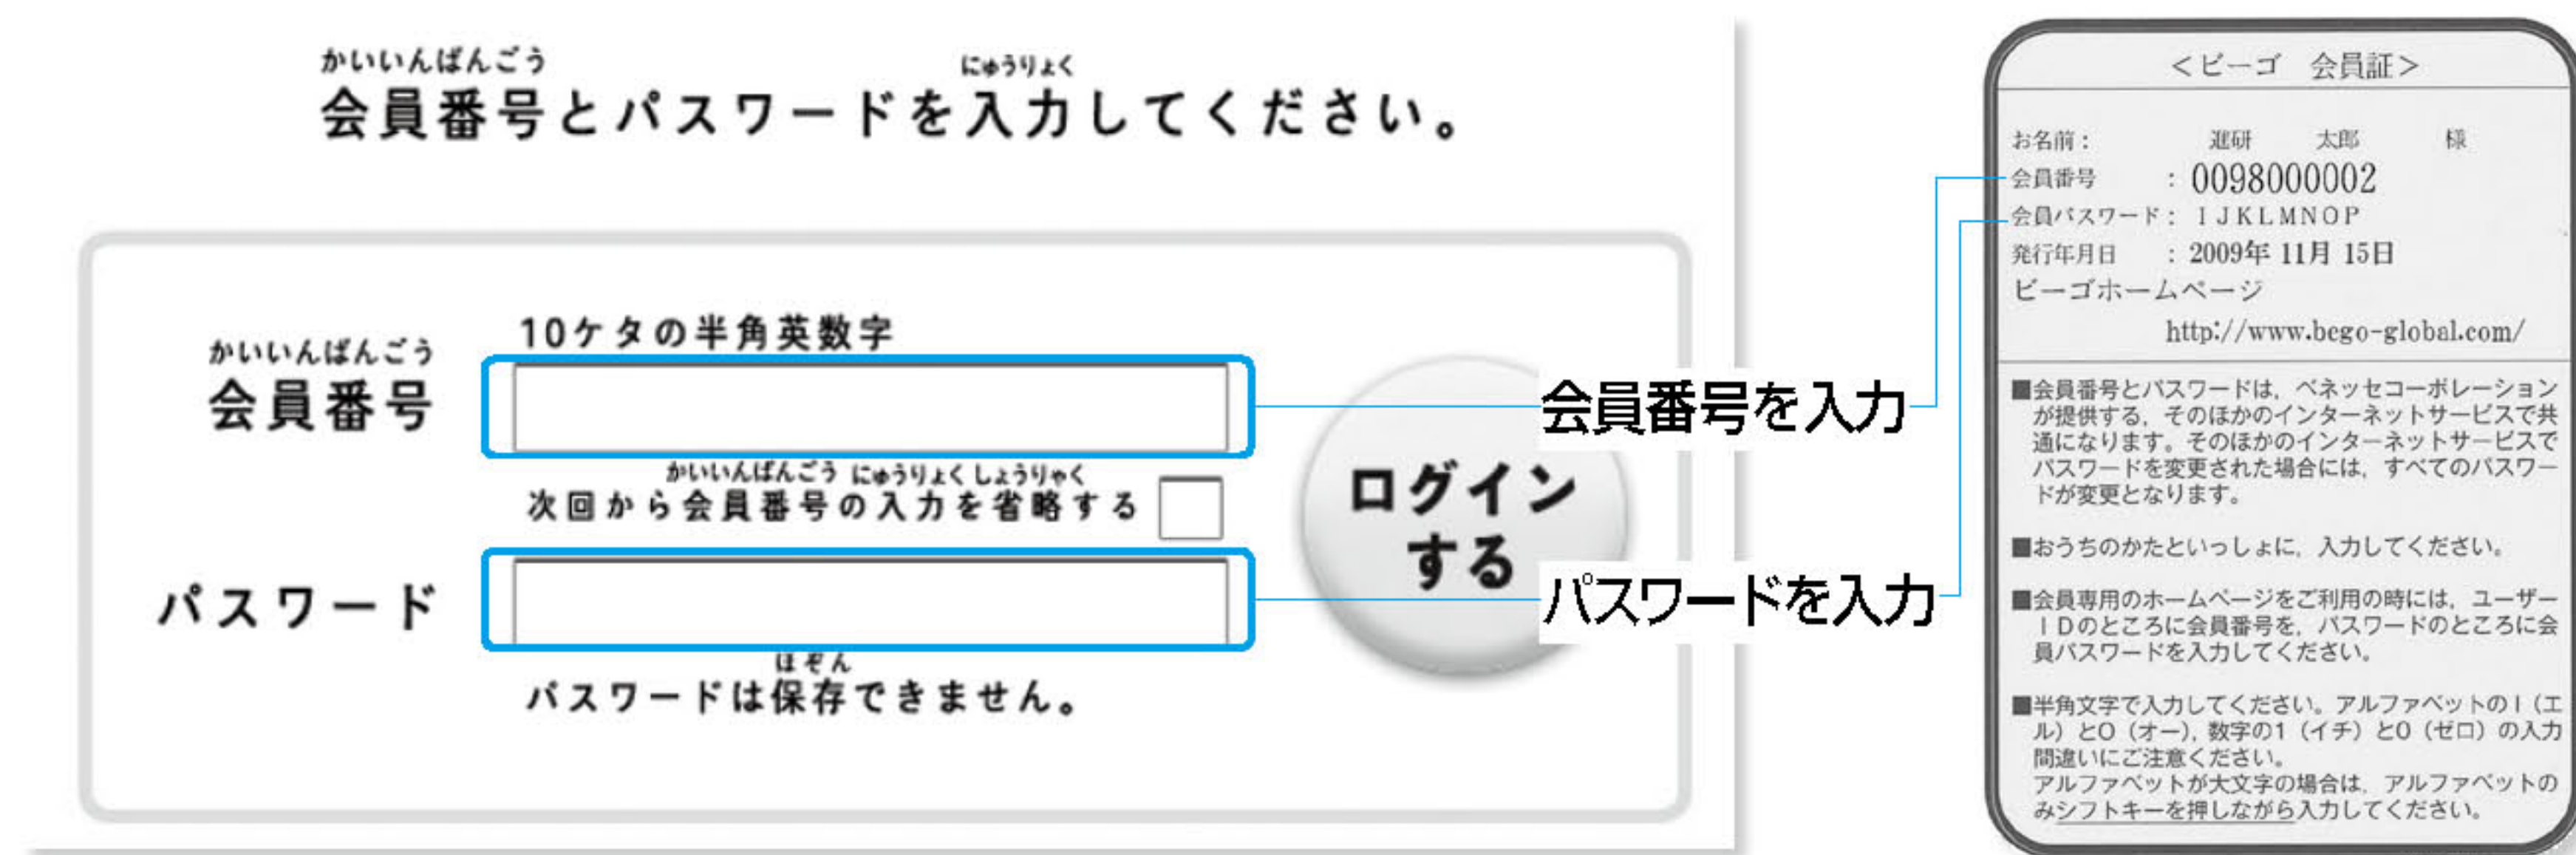 かいいんばんごう にゅうりょく
会員番号とパスワードを入力してください。
10ケタの半角英数字
かいいんばんごう
会員番号
かいいんばんごう にゅうりょく しょうりゃく
次回から会員番号の入力を省略する
パスワード
ほぞん
パスワードは保存できません。
ログイン
する
会員番号を入力
パスワードを入力
<ビーゴ 会員証>
お名前: 進研 太郎 様
会員番号 : 0098000002
会員パスワード: IJKLMNOP
発行年月日 : 2009年 11月 15日
ビーゴホームページ
http://www.bego-global.com/
■会員番号とパスワードは,ベネッセコーポレーション
が提供する,そのほかのインターネットサービスで共
通になります。そのほかのインターネットサービスで
パスワードを変更された場合には,すべてのパスワー
ドが変更となります。
■おうちのかたといっしょに,入力してください。
■会員専用のホームページをご利用の時には,ユーザー
IDのところに会員番号を,パスワードのところに会
員パスワードを入力してください。
■半角文字で入力してください。アルファベットのl(エ
ル)とO(オー),数字の1(イチ)と0(ゼロ)の入力
間違いにご注意ください。
アルファベットが大文字の場合は,アルファベットの
みシフトキーを押しながら入力してください。